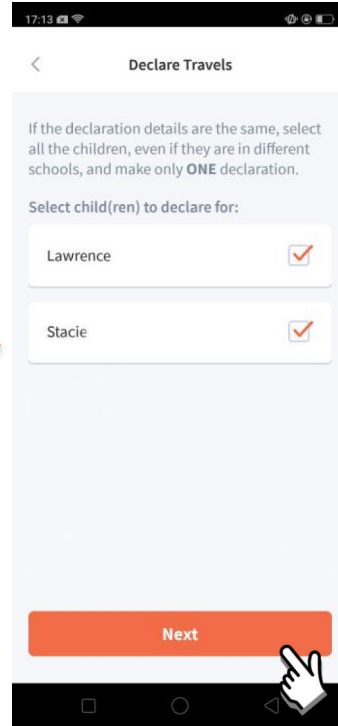 17:13
Declare Travels
If the declaration details are the same, select
all the children, even if they are in different
schools, and make only ONE declaration.
Select child(ren) to declare for:
Lawrence
Stacie
Next